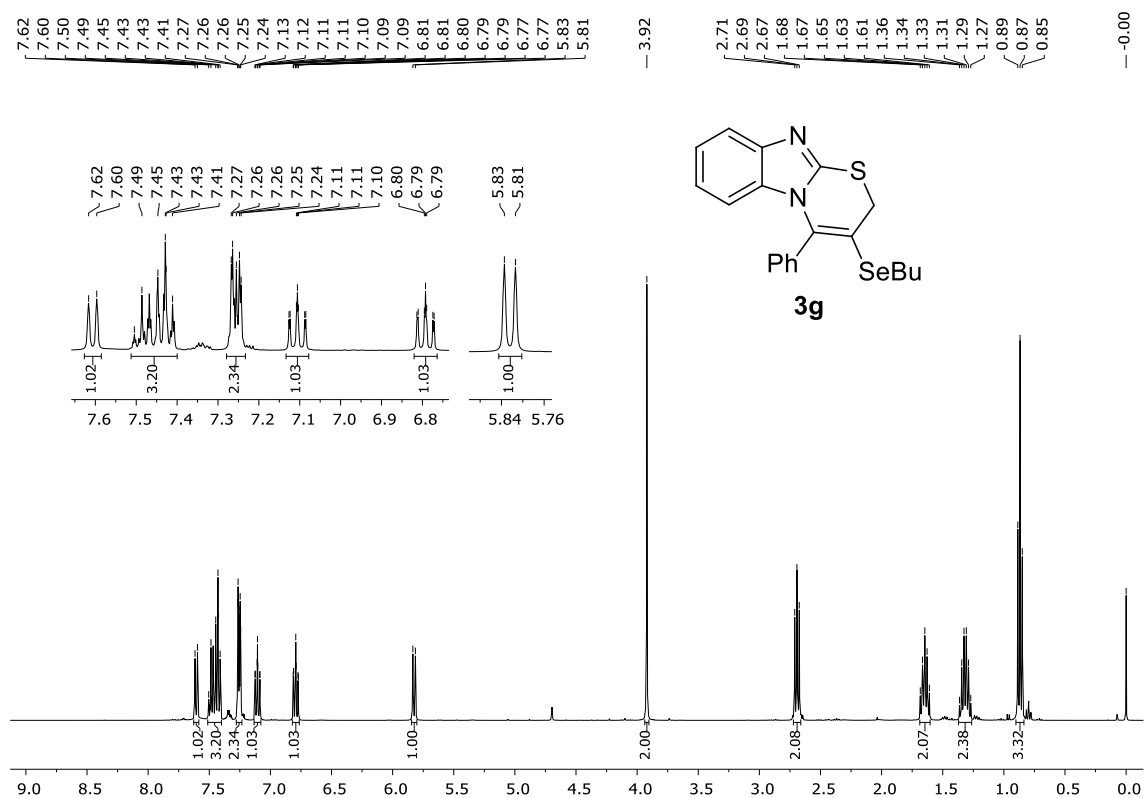 7.62 7.60 7.50 7.49 7.45 7.43 7.43 7.41 7.27 7.26 7.26 7.25 7.24 7.13 7.12 7.11 7.11 7.10 7.09 7.09 6.81 6.81 6.80 6.79 6.79 6.77 6.77 5.83 5.81 3.92 2.71 2.69 2.67 1.68 1.67 1.65 1.63 1.61 1.36 1.34 1.33 1.31 1.29 1.27 0.89 0.87 0.85 -0.00
N
S
N
Ph
SeBu
3g
7.62 7.60 7.49 7.45 7.43 7.43 7.41 7.27 7.26 7.26 7.25 7.24 7.11 7.11 7.10 6.80 6.79 6.79 5.83 5.81
1.02 3.20 2.34 1.03 1.03 1.00
7.6 7.5 7.4 7.3 7.2 7.1 7.0 6.9 6.8 5.84 5.76
1.02 3.20 2.34 1.03 1.03 1.00 2.00 2.08 2.07 2.38 3.32
9.0 8.5 8.0 7.5 7.0 6.5 6.0 5.5 5.0 4.5 4.0 3.5 3.0 2.5 2.0 1.5 1.0 0.5 0.0